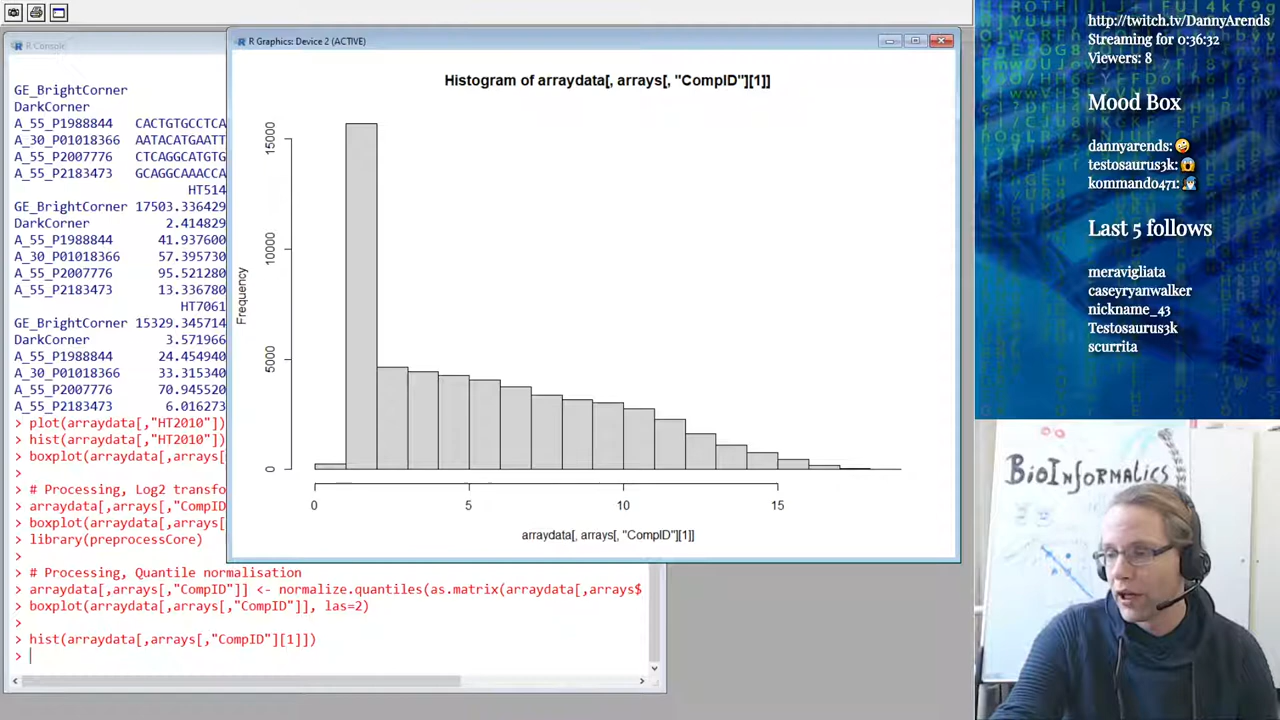 R Console
GE_BrightCorner
DarkCorner
A_55_P1988844 CACTGTGCCTCA
A_30_P01018366 AATACATGAATT
A_55_P2007776 CTCAGGCATGTG
A_55_P2183473 GCAGGCAAACCA
HT514
GE_BrightCorner 17503.336429
DarkCorner 2.414829
A_55_P1988844 41.937600
A_30_P01018366 57.395730
A_55_P2007776 95.521280
A_55_P2183473 13.336780
HT7061
GE_BrightCorner 15329.345714
DarkCorner 3.571966
A_55_P1988844 24.454940
A_30_P01018366 33.315340
A_55_P2007776 70.945520
A_55_P2183473 6.016273
> plot(arraydata[,"HT2010"])
> hist(arraydata[,"HT2010"])
> boxplot(arraydata[,arrays[
>
> # Processing, Log2 transfo
> arraydata[,arrays[,"CompID
> boxplot(arraydata[,arrays[
> library(preprocessCore)
>
> # Processing, Quantile normalisation
> arraydata[,arrays[,"CompID"]] <- normalize.quantiles(as.matrix(arraydata[,arrays$
> boxplot(arraydata[,arrays[,"CompID"]], las=2)
>
> hist(arraydata[,arrays[,"CompID"][1]])
>
R Graphics: Device 2 (ACTIVE)
Histogram of arraydata[, arrays[, "CompID"][1]]
Frequency
15000
10000
5000
0
0 5 10 15
arraydata[, arrays[, "CompID"][1]]
http://twitch.tv/DannyArends
Streaming for 0:36:32
Viewers: 8
Mood Box
dannyarends: 🤪
testosaurus3k: 😱
kommando471:
Last 5 follows
meravigliata
caseyryanwalker
nickname_43
Testosaurus3k
scurrita
BioInformatics